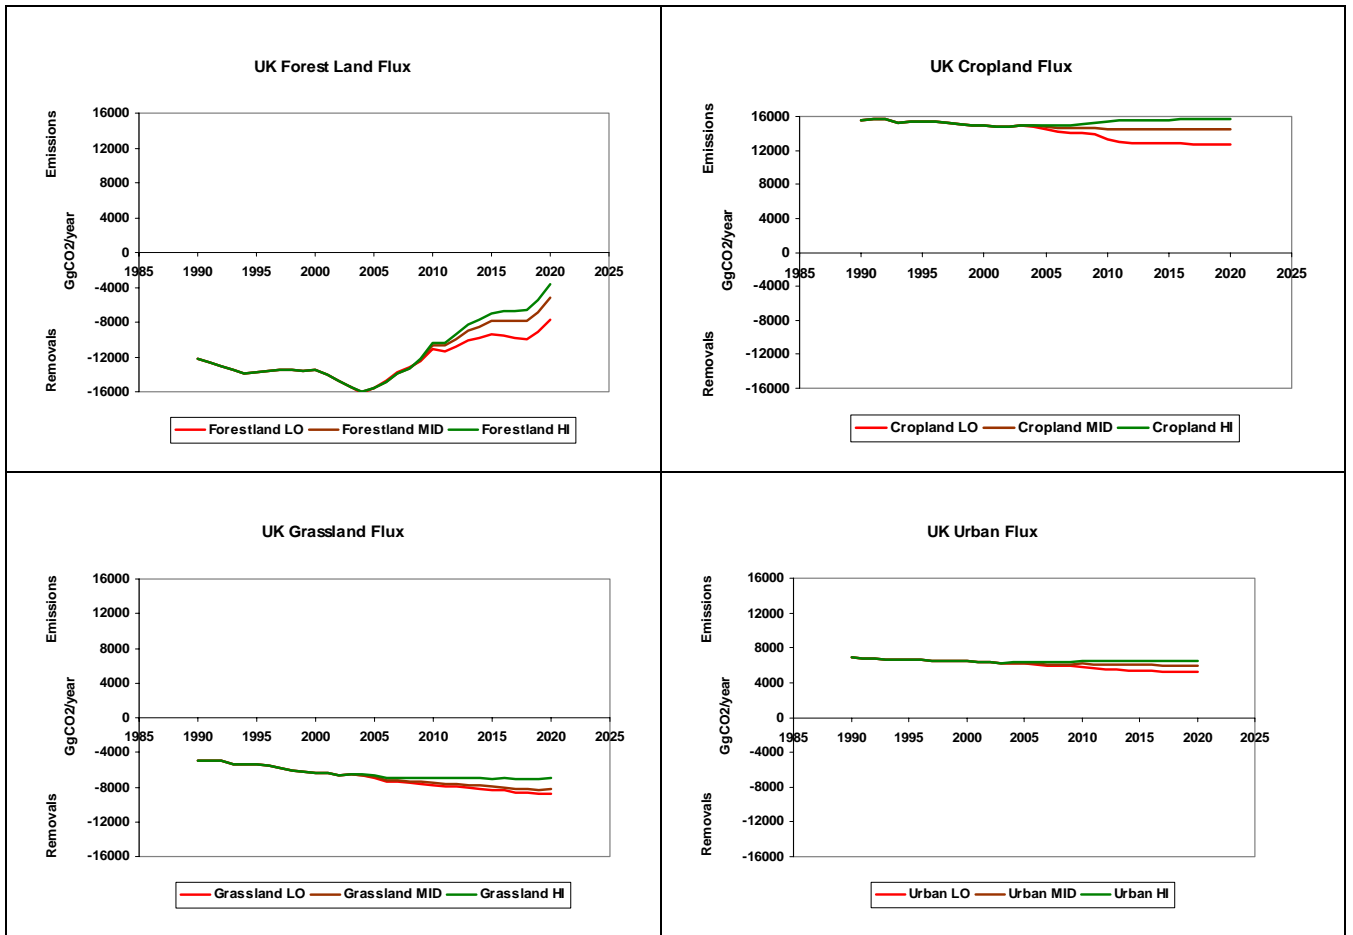 UK Forest Land Flux
Emissions
GgCO2/year
Removals
16000
12000
8000
4000
0
-4000
-8000
-12000
-16000
1985 1990 1995 2000 2005 2010 2015 2020 2025
Forestland LO Forestland MID Forestland HI
UK Cropland Flux
Emissions
GgCO2/year
Removals
16000
12000
8000
4000
0
-4000
-8000
-12000
-16000
1985 1990 1995 2000 2005 2010 2015 2020 2025
Cropland LO Cropland MID Cropland HI
UK Grassland Flux
Emissions
GgCO2/year
Removals
16000
12000
8000
4000
0
-4000
-8000
-12000
-16000
1985 1990 1995 2000 2005 2010 2015 2020 2025
Grassland LO Grassland MID Grassland HI
UK Urban Flux
Emissions
GgCO2/year
Removals
16000
12000
8000
4000
0
-4000
-8000
-12000
-16000
1985 1990 1995 2000 2005 2010 2015 2020 2025
Urban LO Urban MID Urban HI